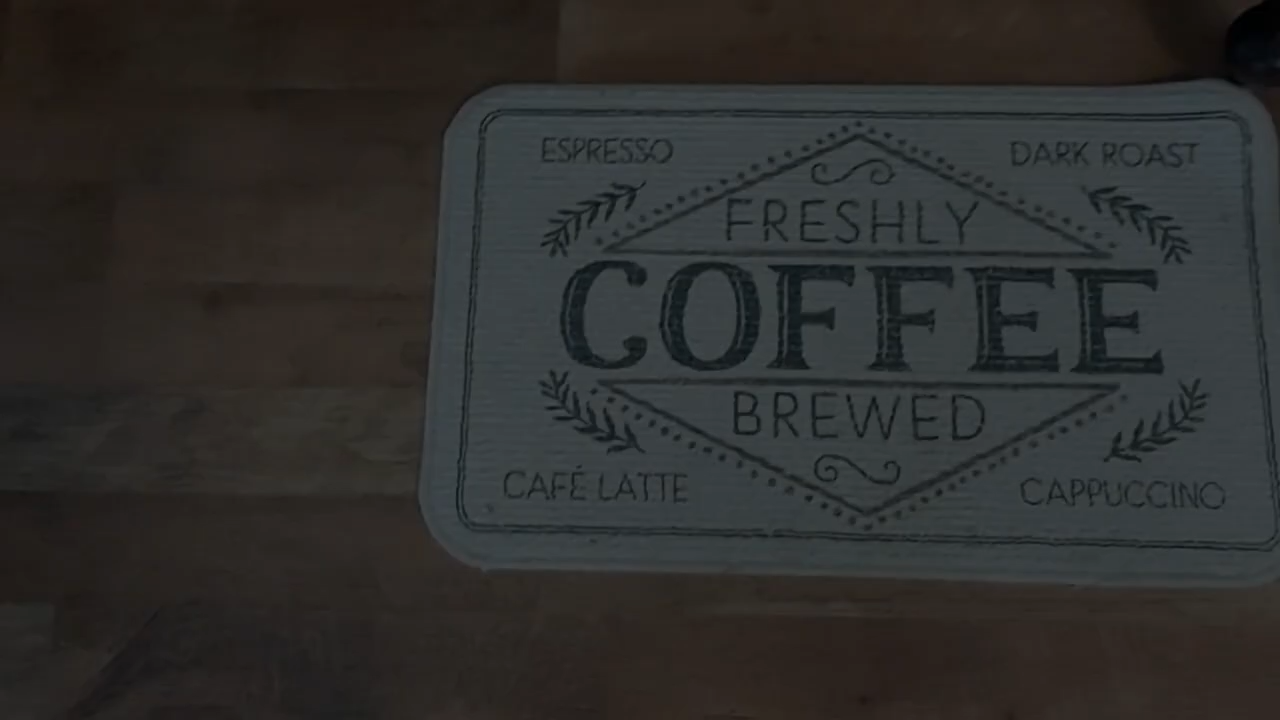 ESPRESSO
DARK ROAST
FRESHLY
COFFEE
BREWED
CAFÉ LATTE
CAPPUCCINO